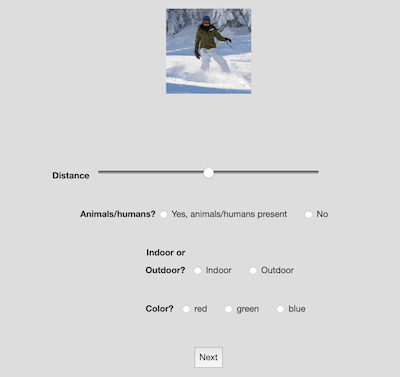 Distance
Animals/humans? Yes, animals/humans present No
Indoor or
Outdoor? Indoor Outdoor
Color? red green blue
Next